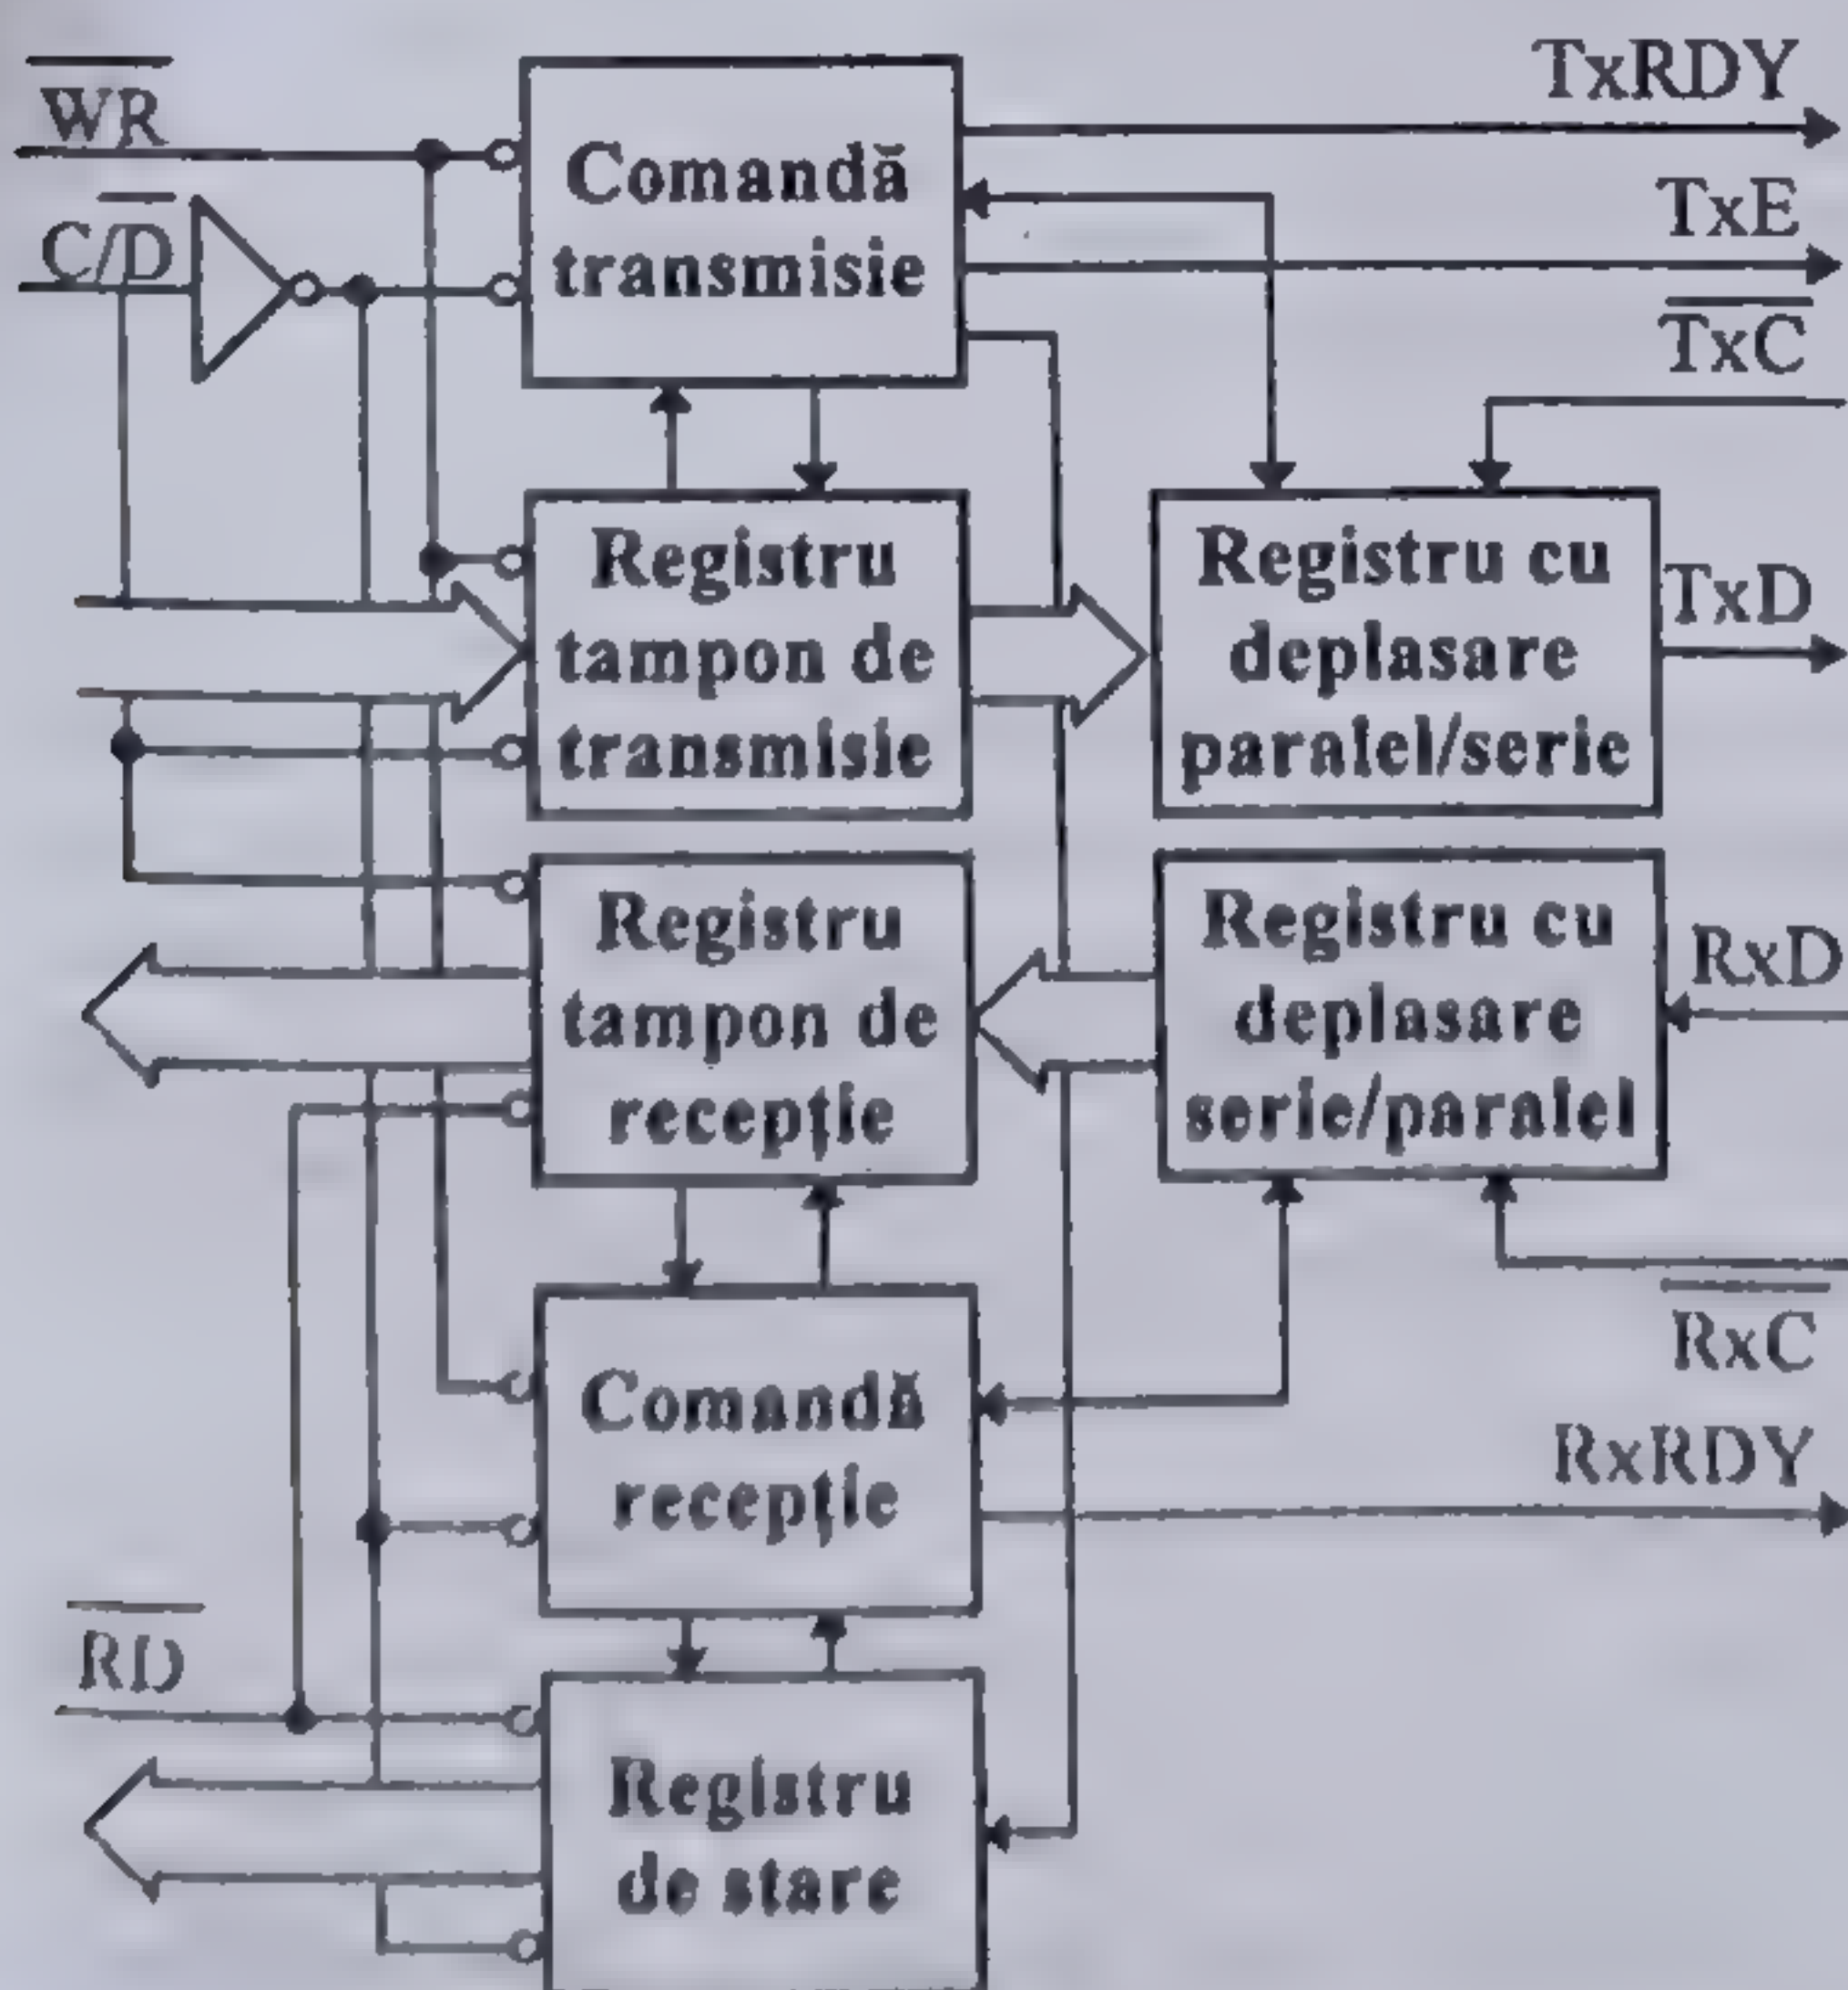 WR
C/D
Comandă
transmisie
TxRDY
TxE
TxC
Registru
tampon de
transmisie
Registru cu
deplasare
paralel/serie
TxD
Registru
tampon de
recepţie
Registru cu
deplasare
serie/paralel
RxD
RxC
Comandă
recepţie
RxRDY
RD
Registru
de stare